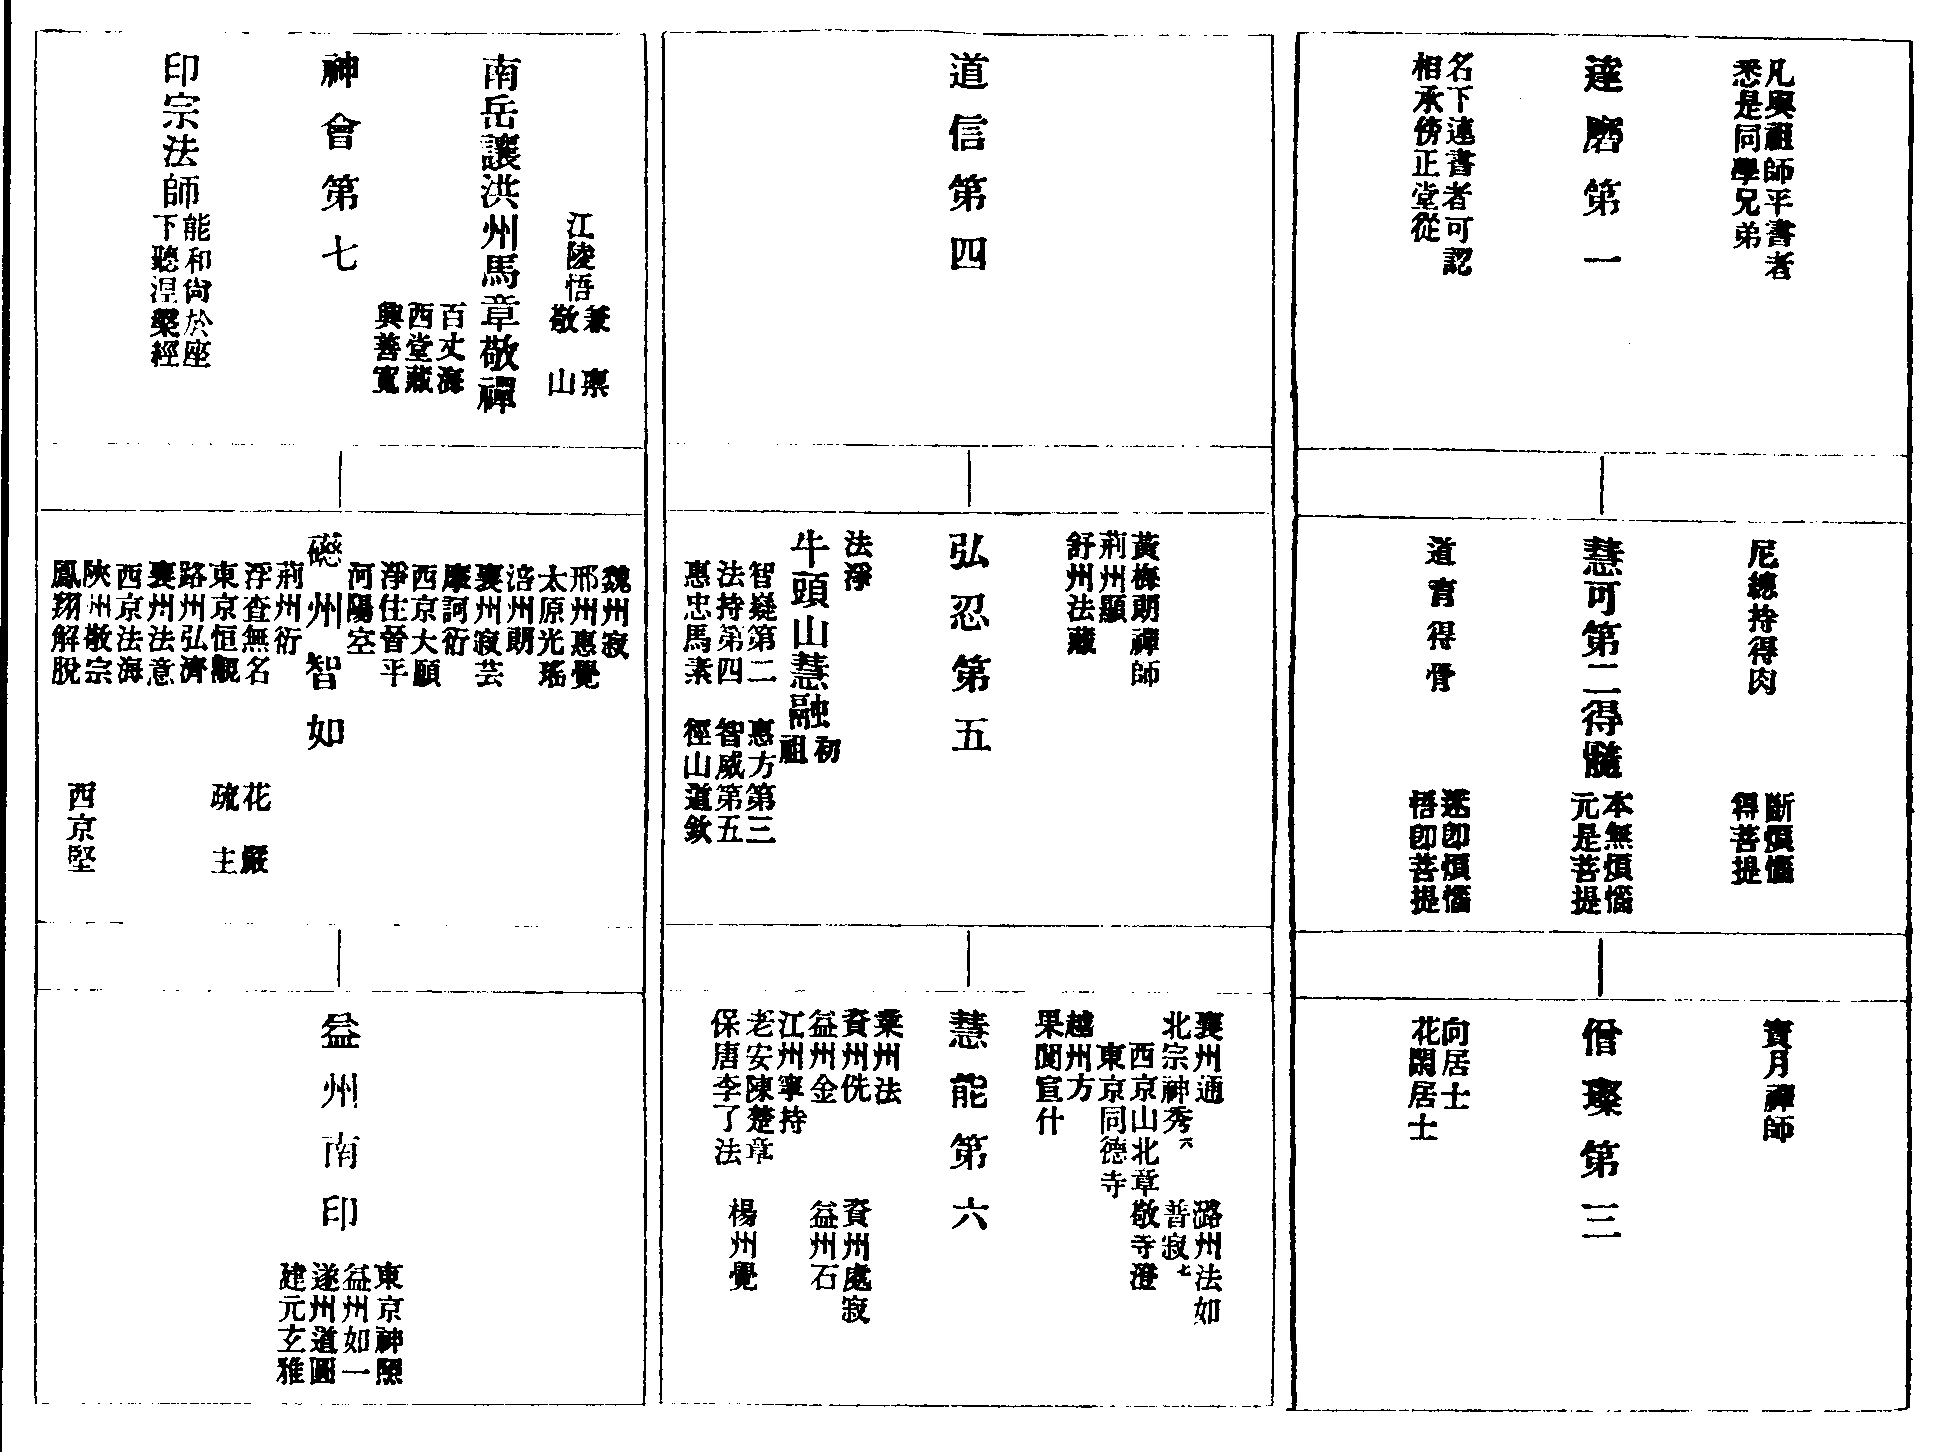 凡與祖師平書者
悉是同學兄弟
達磨第一
名下連書者可認
相承傍正堂從
尼總持得肉
斷煩惱
得菩提
慧可第二得髓
本無煩惱
元是菩提
道育得骨
迷卽煩惱
悟卽菩提
寶月禪師
僧璨第三
向居士
花閑居士
道信第四
黃梅朗禪師
荊州顯
舒州法藏
弘忍第五
法淨
牛頭山慧融
初
祖
智嶷第二
惠方第三
法持第四
智威第五
惠忠馬素
徑山道欽
襄州通
潞州法如
北宗神秀六
普寂七
西京山北章
敬寺澄
東京同德寺
越州方
果閬宣什
慧能第六
業州法
資州侁
資州處寂
益州金
益州石
江州寧持
老安陳楚章
保唐李了法
楊州覺
江陵悟
兼稟
敬山
南岳讓洪州馬章敬禪
百丈海
西堂藏
興善寬
神會第七
印宗法師
能和尙於座
下聽涅槃經
魏州寂
邢州惠覺
太原光瑤
涪州朗
襄州寂芸
摩訶衍
西京大願
淨住晉平
河陽空
磁州智如
荊州衍
浮查無名
花嚴
疏主
東京恒觀
路州弘濟
襄州法意
西京法海
陝州敬宗
鳳翔解脫
西京堅
益州南印
東京神照
益州如一
遂州道圓
建元玄雅